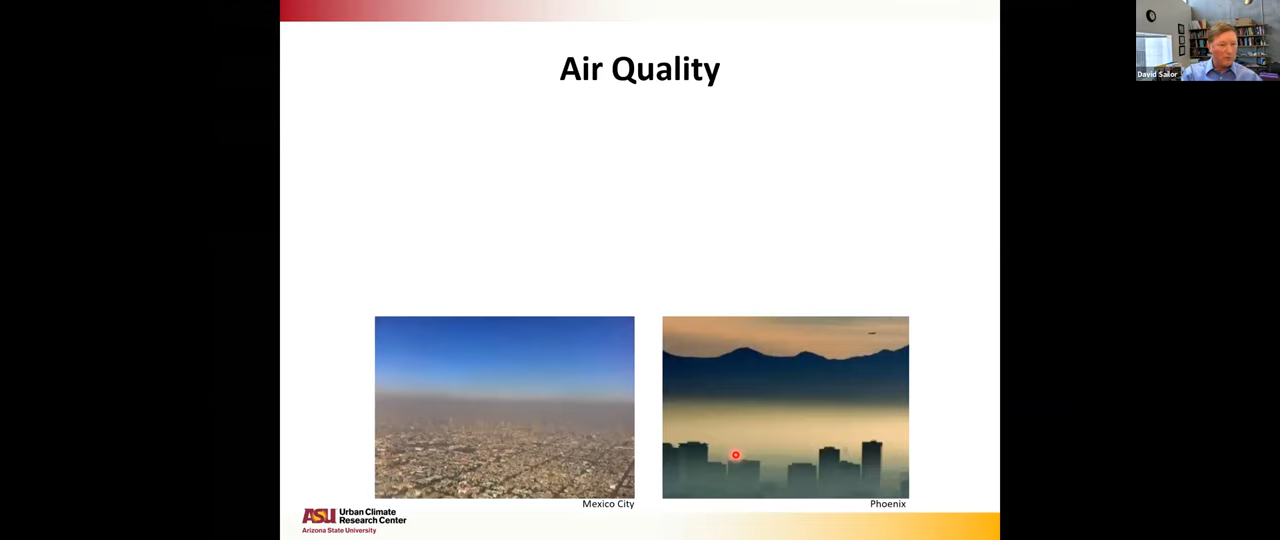 Air Quality
David Sailor
Mexico City
Phoenix
ASU Urban Climate
Research Center
Arizona State University